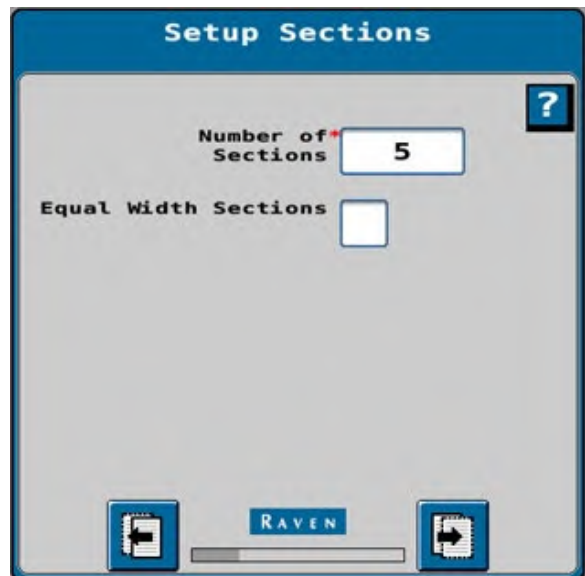 Setup Sections
?
Number of*
Sections
5
Equal Width Sections
RAVEN